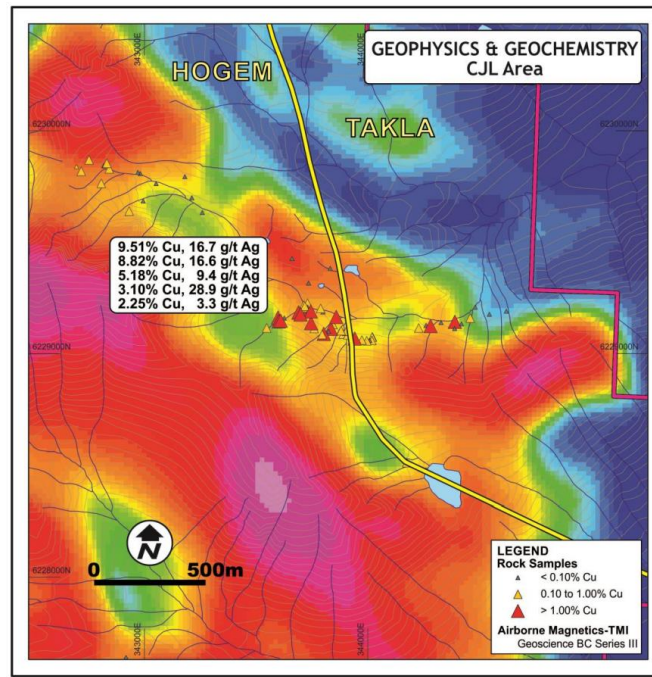 GEOPHYSICS & GEOCHEMISTRY
CJL Area
343000E
344000E
HOGEM
TAKLA
6230000N
6230000N
9.51% Cu, 16.7 g/t Ag
8.82% Cu, 16.6 g/t Ag
5.18% Cu, 9.4 g/t Ag
3.10% Cu, 28.9 g/t Ag
2.25% Cu, 3.3 g/t Ag
6229000N
6229000N
N
0 500m
6228000N
LEGEND
Rock Samples
< 0.10% Cu
0.10 to 1.00% Cu
> 1.00% Cu
Airborne Magnetics-TMI
Geoscience BC Series III
343000E
344000E